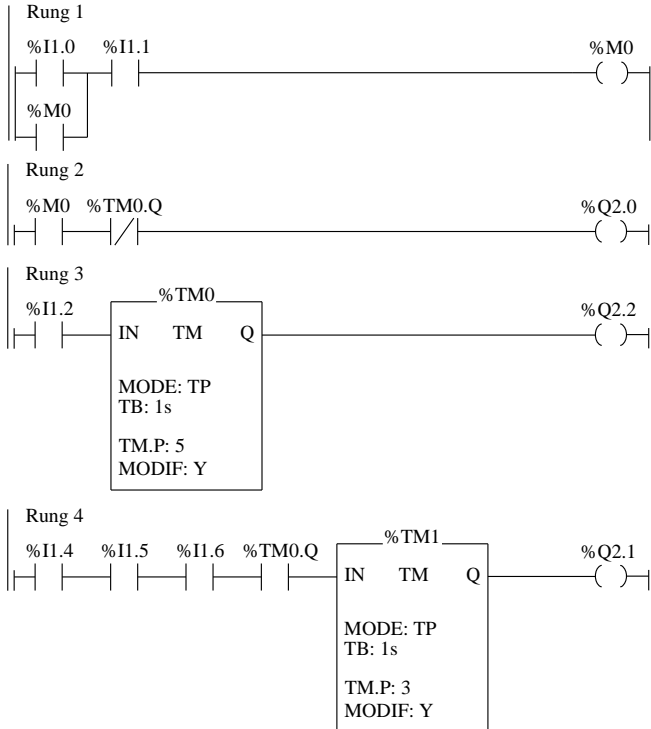 Rung 1
%I1.0 %I1.1 %M0
%M0
Rung 2
%M0 %TM0.Q %Q2.0
Rung 3
%I1.2 %TM0 %Q2.2
IN TM Q
MODE: TP
TB: 1s
TM.P: 5
MODIF: Y
Rung 4
%I1.4 %I1.5 %I1.6 %TM0.Q %TM1 %Q2.1
IN TM Q
MODE: TP
TB: 1s
TM.P: 3
MODIF: Y